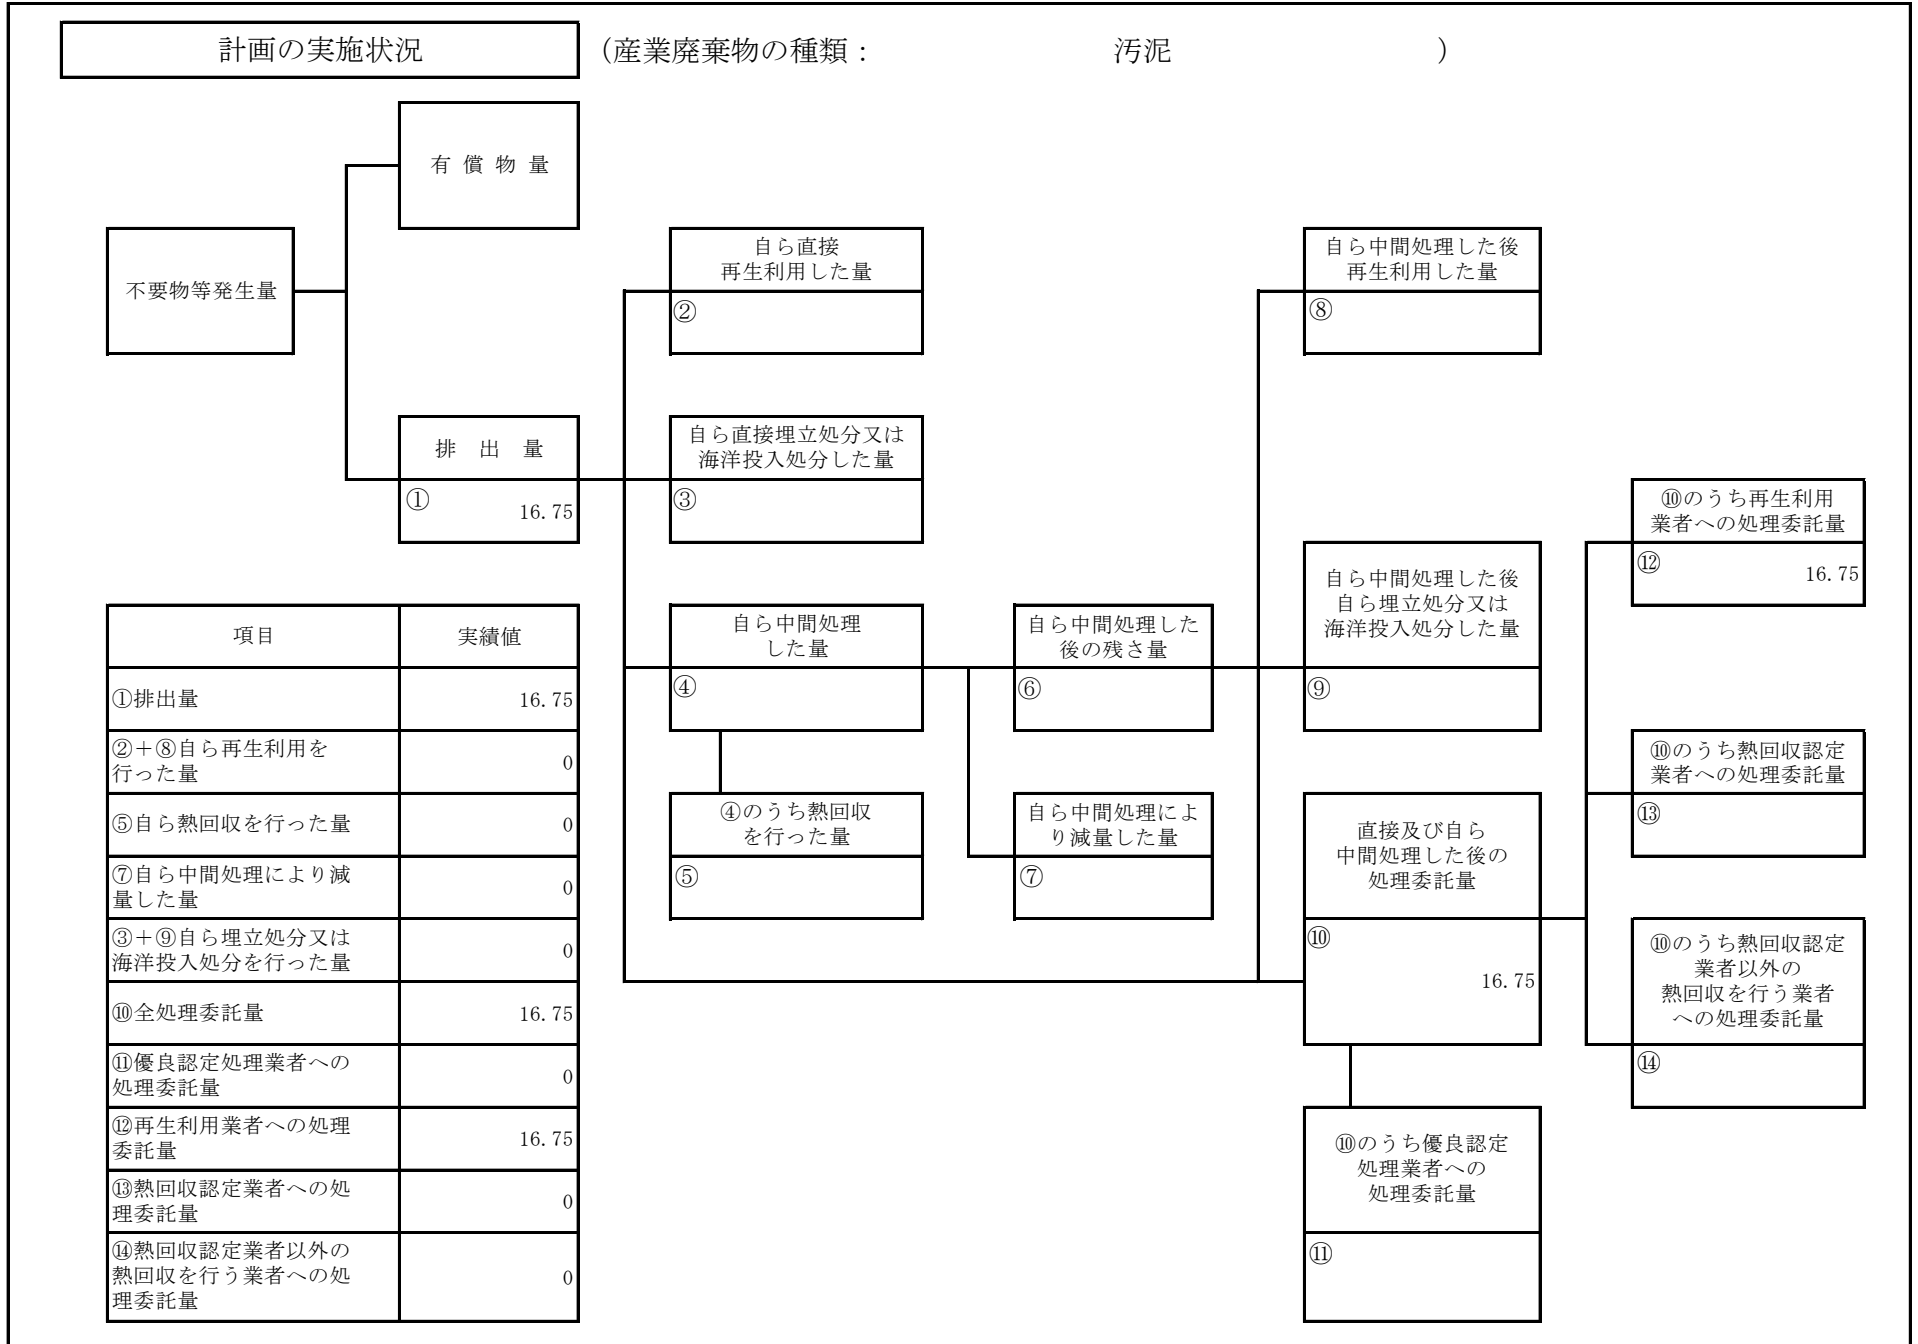 計画の実施状況 （産業廃棄物の種類： 汚泥 ）
有償物量
不要物等発生量
自ら直接
再生利用した量
②
自ら中間処理した後
再生利用した量
⑧
排出量
① 16.75
自ら直接埋立処分又は
海洋投入処分した量
③
⑩のうち再生利用
業者への処理委託量
⑫ 16.75
自ら中間処理した後
自ら埋立処分又は
海洋投入処分した量
⑨
自ら中間処理
した量
④
自ら中間処理した
後の残さ量
⑥
⑩のうち熱回収認定
業者への処理委託量
⑬
④のうち熱回収
を行った量
⑤
自ら中間処理によ
り減量した量
⑦
直接及び自ら
中間処理した後の
処理委託量
⑩
16.75
⑩のうち熱回収認定
業者以外の
熱回収を行う業者
への処理委託量
⑭
⑩のうち優良認定
処理業者への
処理委託量
⑪
項目 実績値
①排出量 16.75
②＋⑧自ら再生利用を
行った量 0
⑤自ら熱回収を行った量 0
⑦自ら中間処理により減
量した量 0
③＋⑨自ら埋立処分又は
海洋投入処分を行った量 0
⑩全処理委託量 16.75
⑪優良認定処理業者への
処理委託量 0
⑫再生利用業者への処理
委託量 16.75
⑬熱回収認定業者への処
理委託量 0
⑭熱回収認定業者以外の
熱回収を行う業者への処
理委託量 0